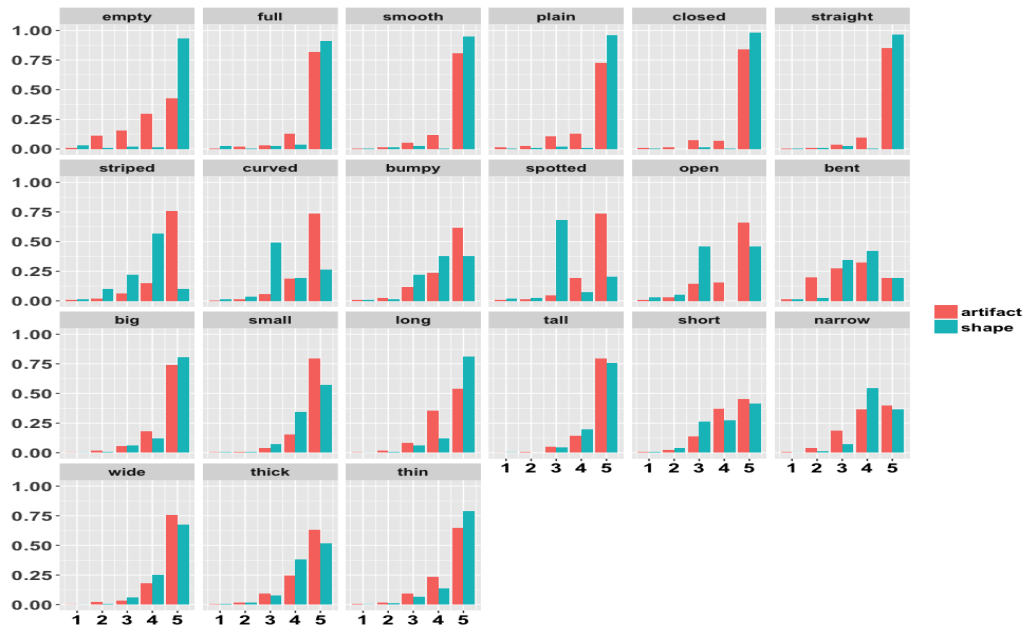 empty full smooth plain closed straight
1.00
0.75
0.50
0.25
0.00
striped curved bumpy spotted open bent
1.00
0.75
0.50
0.25
0.00
artifact
shape
big small long tall short narrow
1.00
0.75
0.50
0.25
0.00
1 2 3 4 5 1 2 3 4 5 1 2 3 4 5
wide thick thin
1.00
0.75
0.50
0.25
0.00
1 2 3 4 5 1 2 3 4 5 1 2 3 4 5